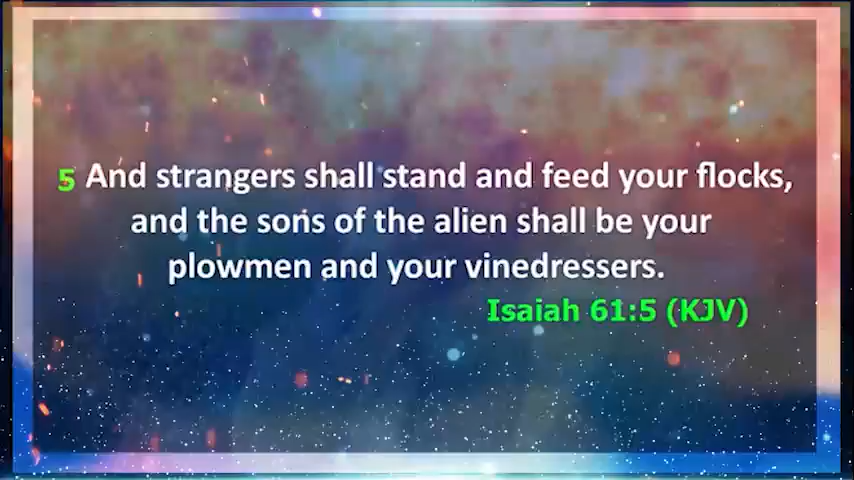 5 And strangers shall stand and feed your flocks,
and the sons of the alien shall be your
plowmen and your vinedressers.
Isaiah 61:5 (KJV)